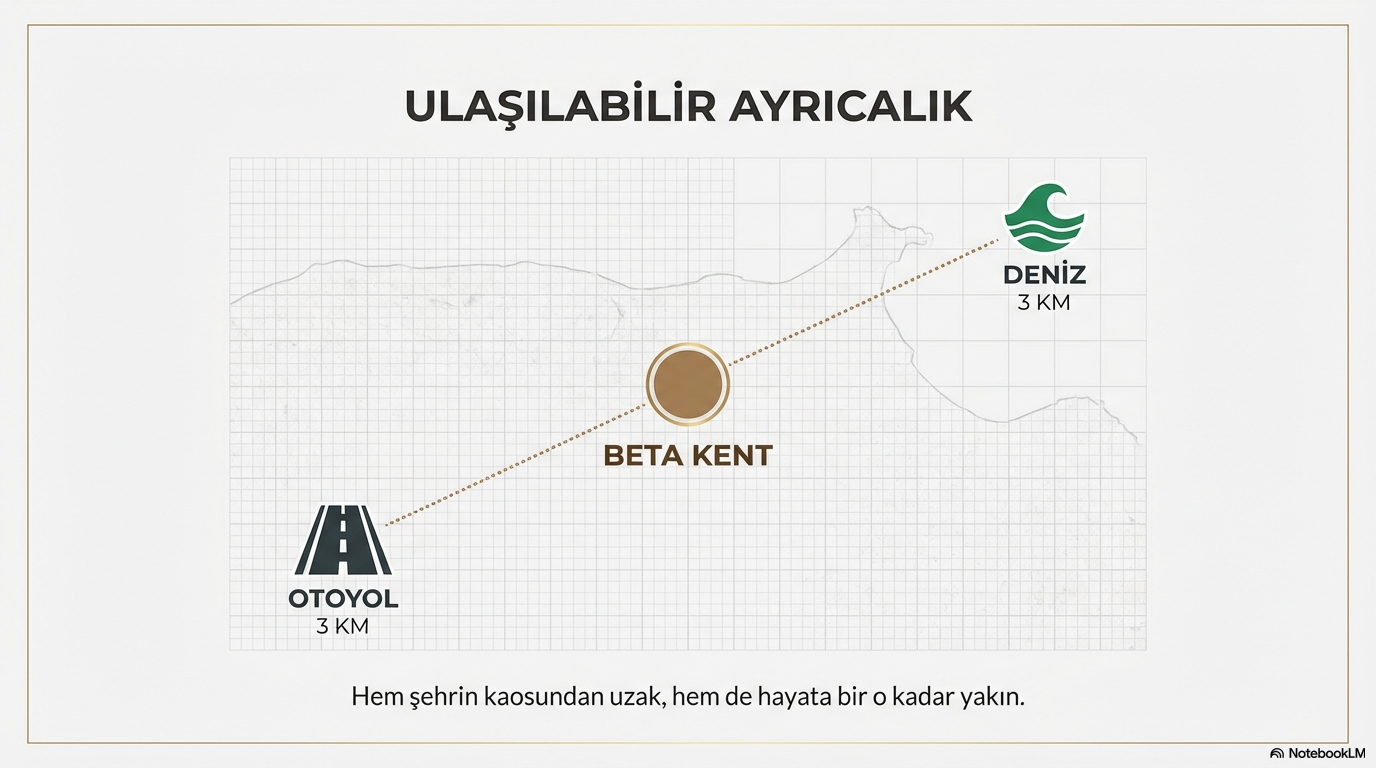 ULAŞILABİLİR AYRICALIK
DENİZ
3 KM
BETA KENT
OTOYOL
3 KM
Hem şehrin kaosundan uzak, hem de hayata bir o kadar yakın.
NotebookLM